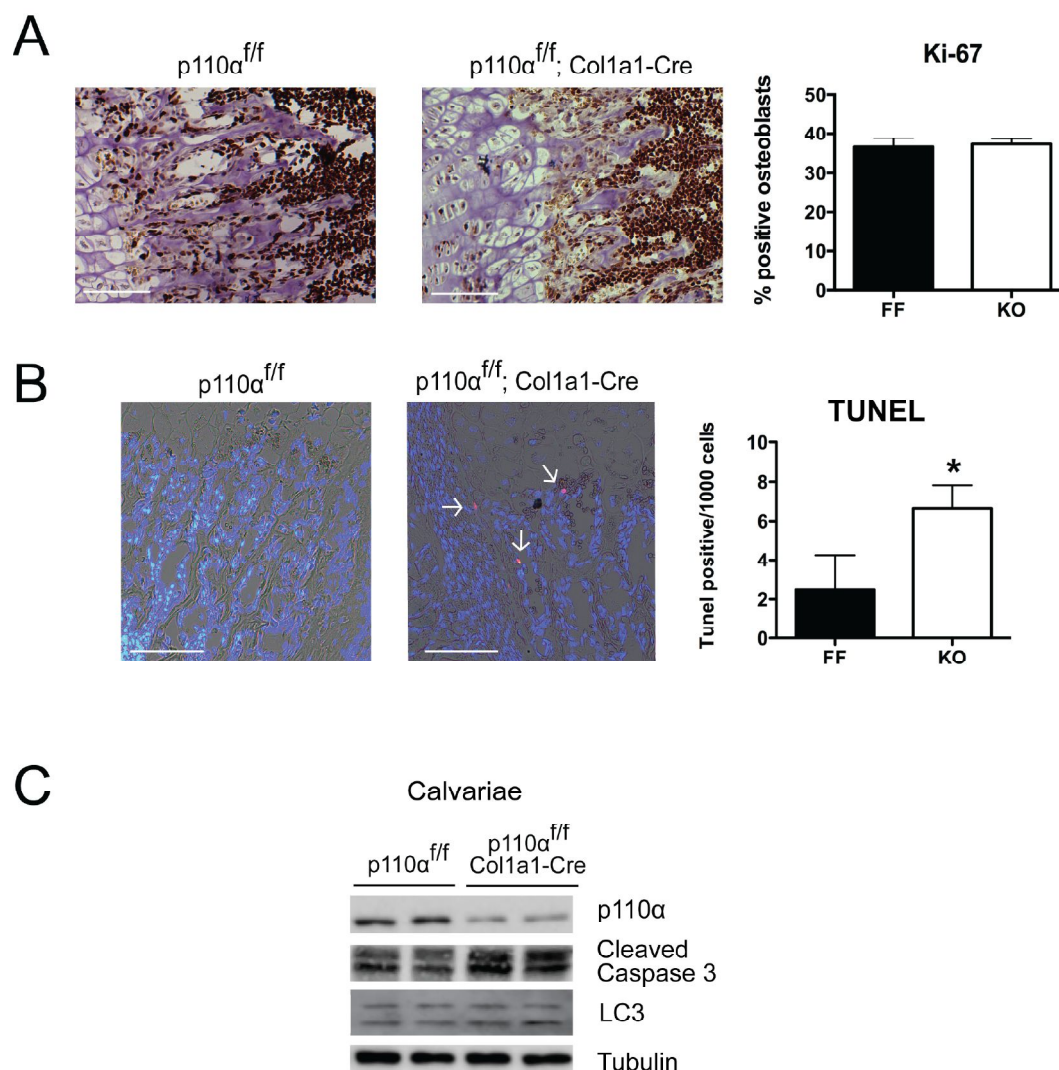 A
p110α^f/f
p110α^f/f; Col1a1-Cre
Ki-67
% positive osteoblasts
50
40
30
20
10
0
FF
KO
B
p110α^f/f
p110α^f/f; Col1a1-Cre
TUNEL
Tunel positive/1000 cells
10
8
6
4
2
0
*
FF
KO
C
Calvariae
p110α^f/f
p110α^f/f
Col1a1-Cre
p110α
Cleaved
Caspase 3
LC3
Tubulin